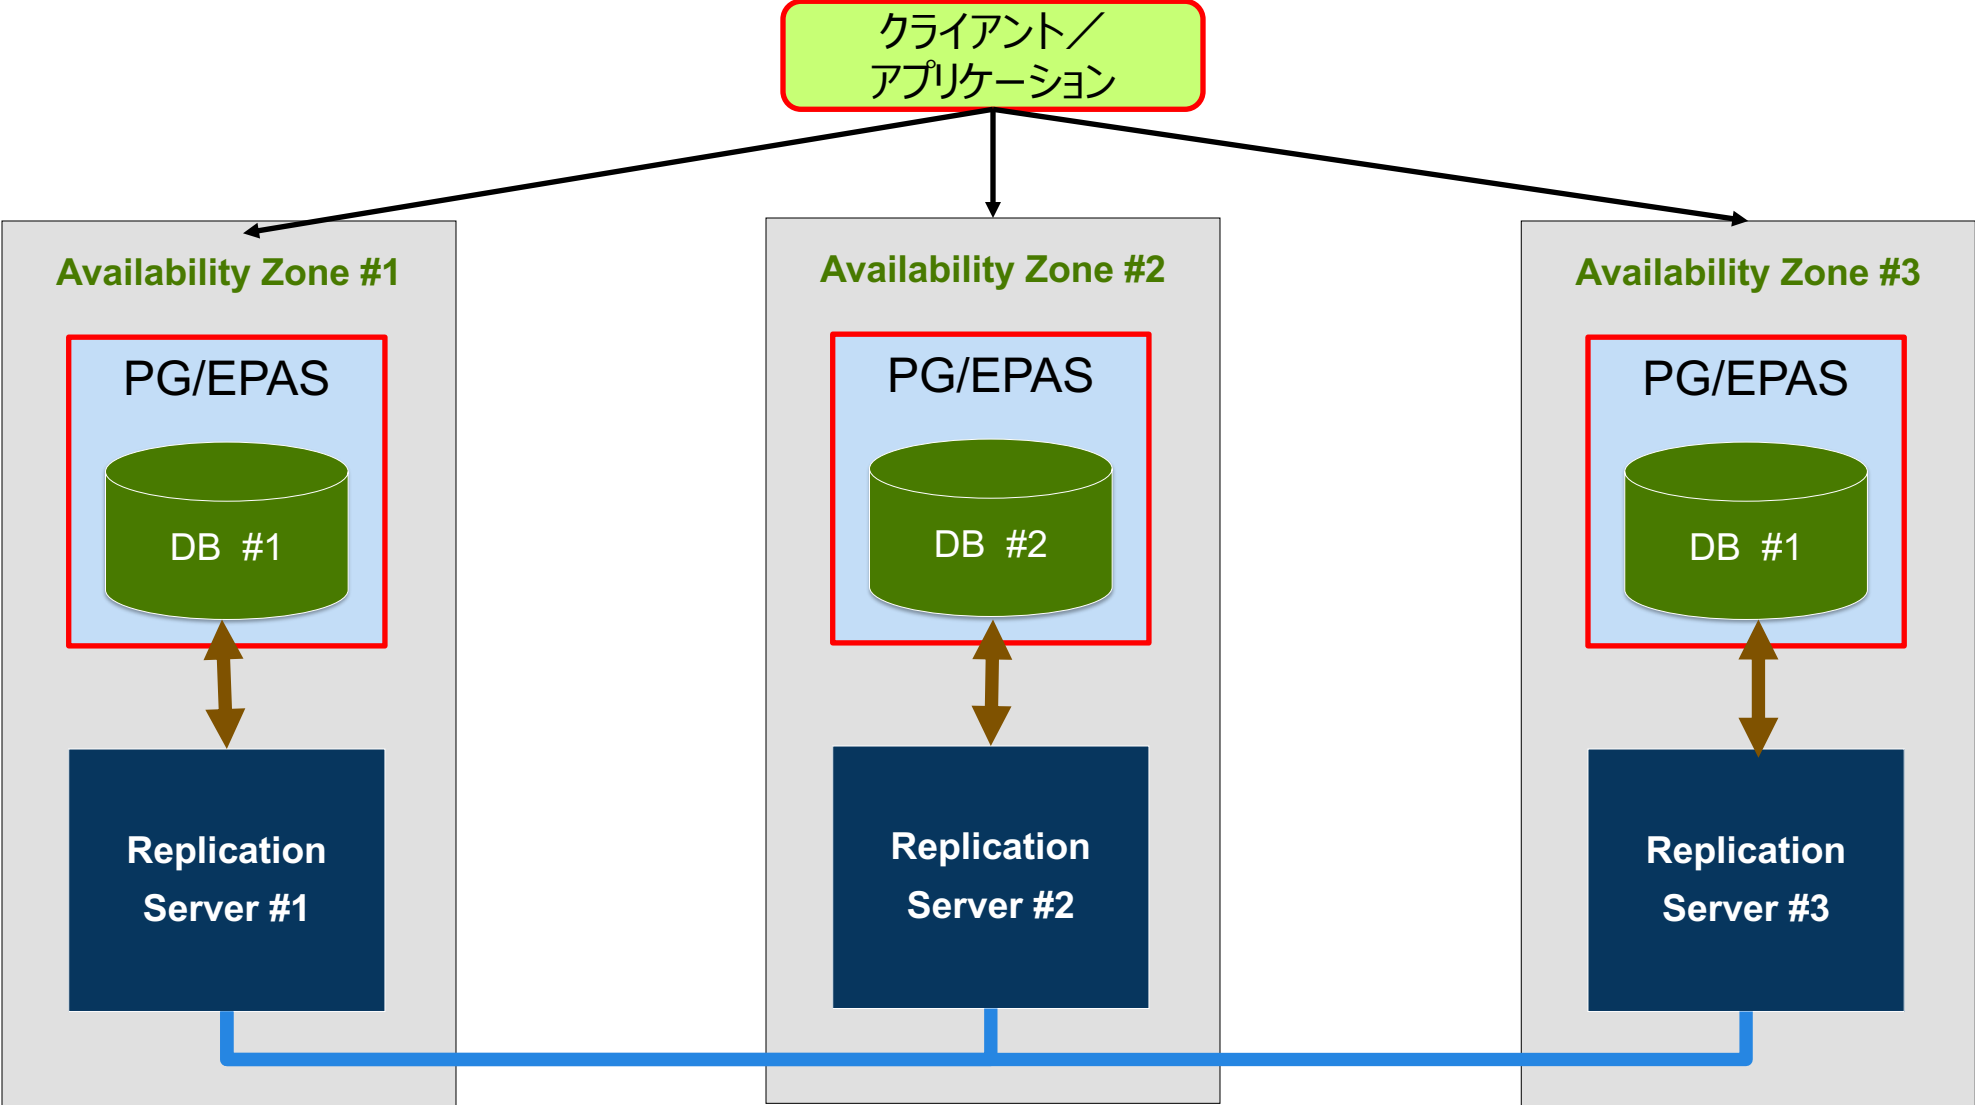 クライアント／
アプリケーション
Availability Zone #1
PG/EPAS
DB #1
Replication
Server #1
Availability Zone #2
PG/EPAS
DB #2
Replication
Server #2
Availability Zone #3
PG/EPAS
DB #1
Replication
Server #3